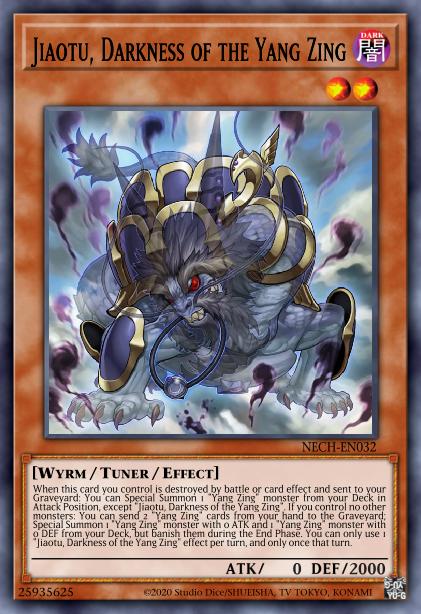 Jiaotu, Darkness of the Yang Zing
DARK
闇
NECH-EN032
[Wyrm / Tuner / Effect]
When this card you control is destroyed by battle or card effect and sent to your
Graveyard: You can Special Summon 1 "Yang Zing" monster from your Deck in
Attack Position, except "Jiaotu, Darkness of the Yang Zing". If you control no other
monsters: You can send 2 "Yang Zing" cards from your hand to the Graveyard;
Special Summon 1 "Yang Zing" monster with 0 ATK and 1 "Yang Zing" monster with
0 DEF from your Deck, but banish them during the End Phase. You can only use 1
"Jiaotu, Darkness of the Yang Zing" effect per turn, and only once that turn.
ATK/ 0 DEF/2000
25935625
©2020 Studio Dice/SHUEISHA, TV TOKYO, KONAMI